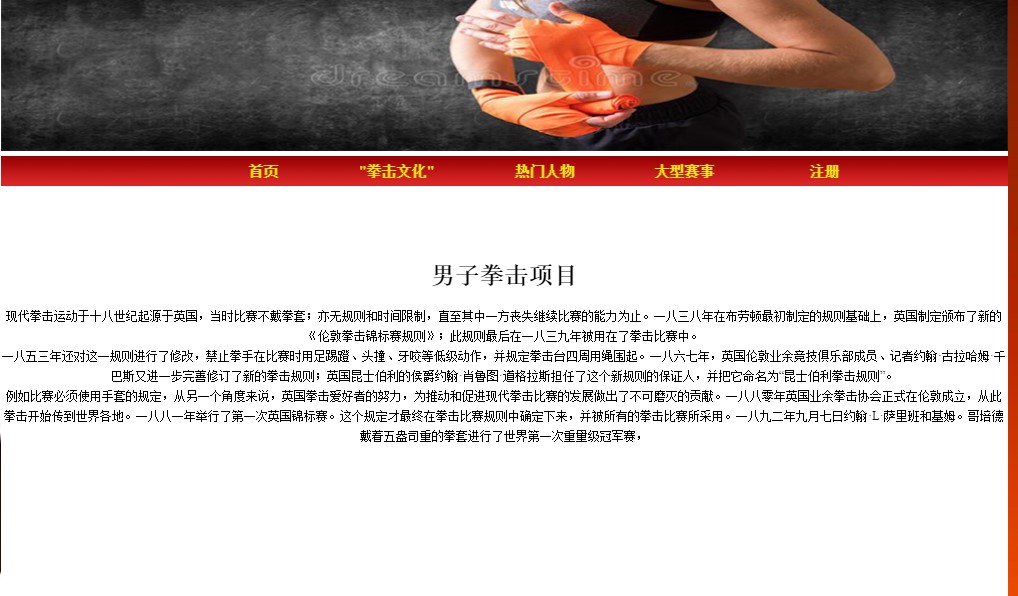 dreamstime
首页 "拳击文化" 热门人物 大型赛事 注册
男子拳击项目
现代拳击运动于十八世纪起源于英国，当时比赛不戴拳套；亦无规则和时间限制，直至其中一方丧失继续比赛的能力为止。一八三八年在布劳顿最初制定的规则基础上，英国制定颁布了新的
《伦敦拳击锦标赛规则》；此规则最后在一八三九年被用在了拳击比赛中。
一八五三年还对这一规则进行了修改，禁止拳手在比赛时用足踢蹬、头撞、牙咬等低级动作，并规定拳击台四周用绳围起。一八六七年，英国伦敦业余竞技俱乐部成员、记者约翰·古拉哈姆·千
巴斯又进一步完善修订了新的拳击规则；英国昆士伯利的侯爵约翰·肖鲁图·道格拉斯担任了这个新规则的保证人，并把它命名为“昆士伯利拳击规则”。
例如比赛必须使用手套的规定，从另一个角度来说，英国拳击爱好者的努力，为推动和促进现代拳击比赛的发展做出了不可磨灭的贡献。一八八零年英国业余拳击协会正式在伦敦成立，从此
拳击开始传到世界各地。一八八一年举行了第一次英国锦标赛。这个规定才最终在拳击比赛规则中确定下来，并被所有的拳击比赛所采用。一八九二年九月七日约翰·L·萨里班和基姆。哥培德
戴着五盎司重的拳套进行了世界第一次重量级冠军赛，